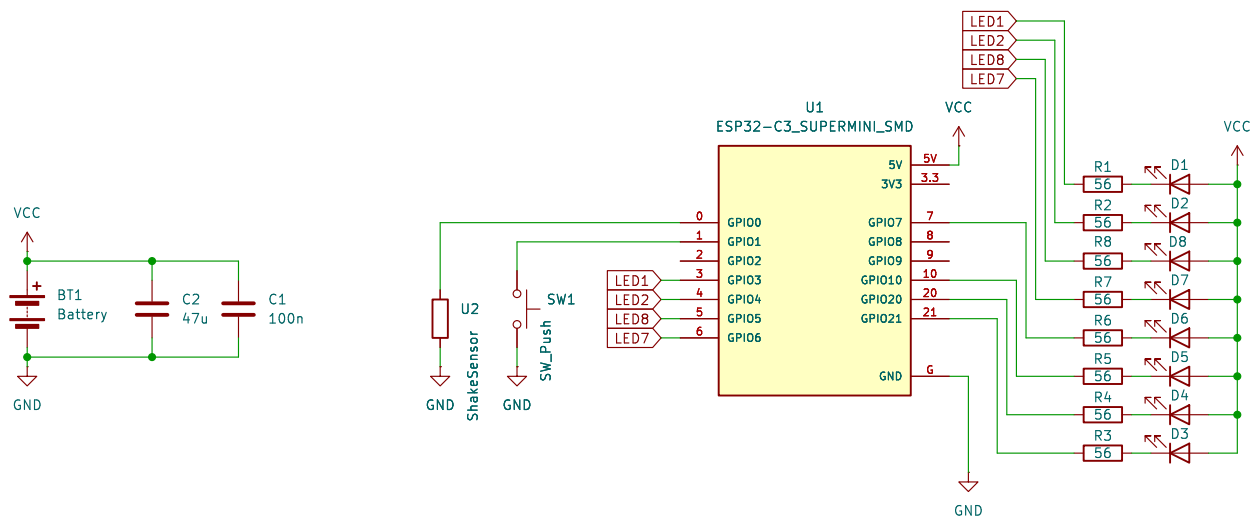 LED1
LED2
LED8
LED7
U1
ESP32-C3_SUPERMINI_SMD
VCC
VCC
5V 5V
3V3 3.3
0 GPIO0
1 GPIO1
2 GPIO2
3 GPIO3
4 GPIO4
5 GPIO5
6 GPIO6
GPIO7 7
GPIO8 8
GPIO9 9
GPIO10 10
GPIO20 20
GPIO21 21
GND G
GND
LED1
LED2
LED8
LED7
R1 D1
56
R2 D2
56
R8 D8
56
R7 D7
56
R6 D6
56
R5 D5
56
R4 D4
56
R3 D3
56
VCC
+
BT1
Battery
C2
47u
C1
100n
GND
U2
ShakeSensor
GND
SW1
SW_Push
GND